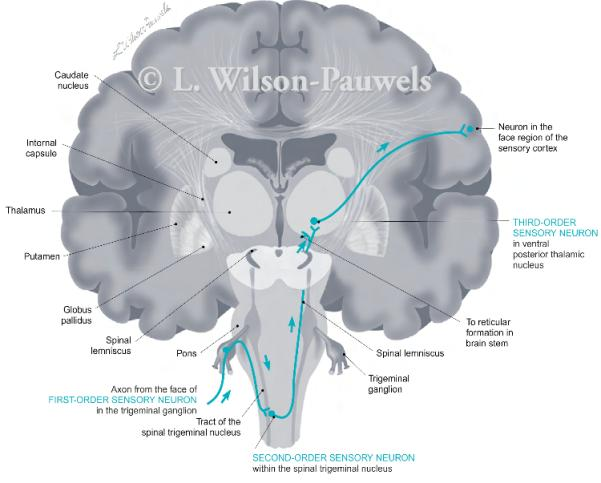 L.Wilson-Pauwels
© L. Wilson-Pauwels
Caudate
nucleus
Internal
capsule
Thalamus
Putamen
Globus
pallidus
Spinal
lemniscus
Pons
Axon from the face of
FIRST-ORDER SENSORY NEURON
in the trigeminal ganglion
Tract of the
spinal trigeminal nucleus
SECOND-ORDER SENSORY NEURON
within the spinal trigeminal nucleus
Neuron in the
face region of the
sensory cortex
THIRD-ORDER
SENSORY NEURON
in ventral
posterior thalamic
nucleus
To reticular
formation in
brain stem
Spinal lemniscus
Trigeminal
ganglion